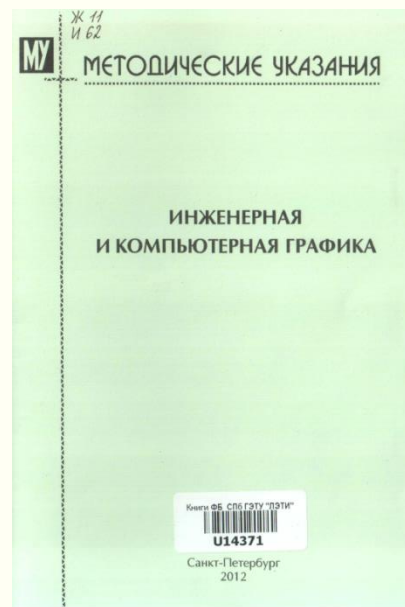 Ж 11
И 62
МУ
МЕТОДИЧЕСКИЕ УКАЗАНИЯ
ИНЖЕНЕРНАЯ
И КОМПЬЮТЕРНАЯ ГРАФИКА
Книги ФБ СПб ГЭТУ "ЛЭТИ"
U14371
Санкт-Петербург
2012